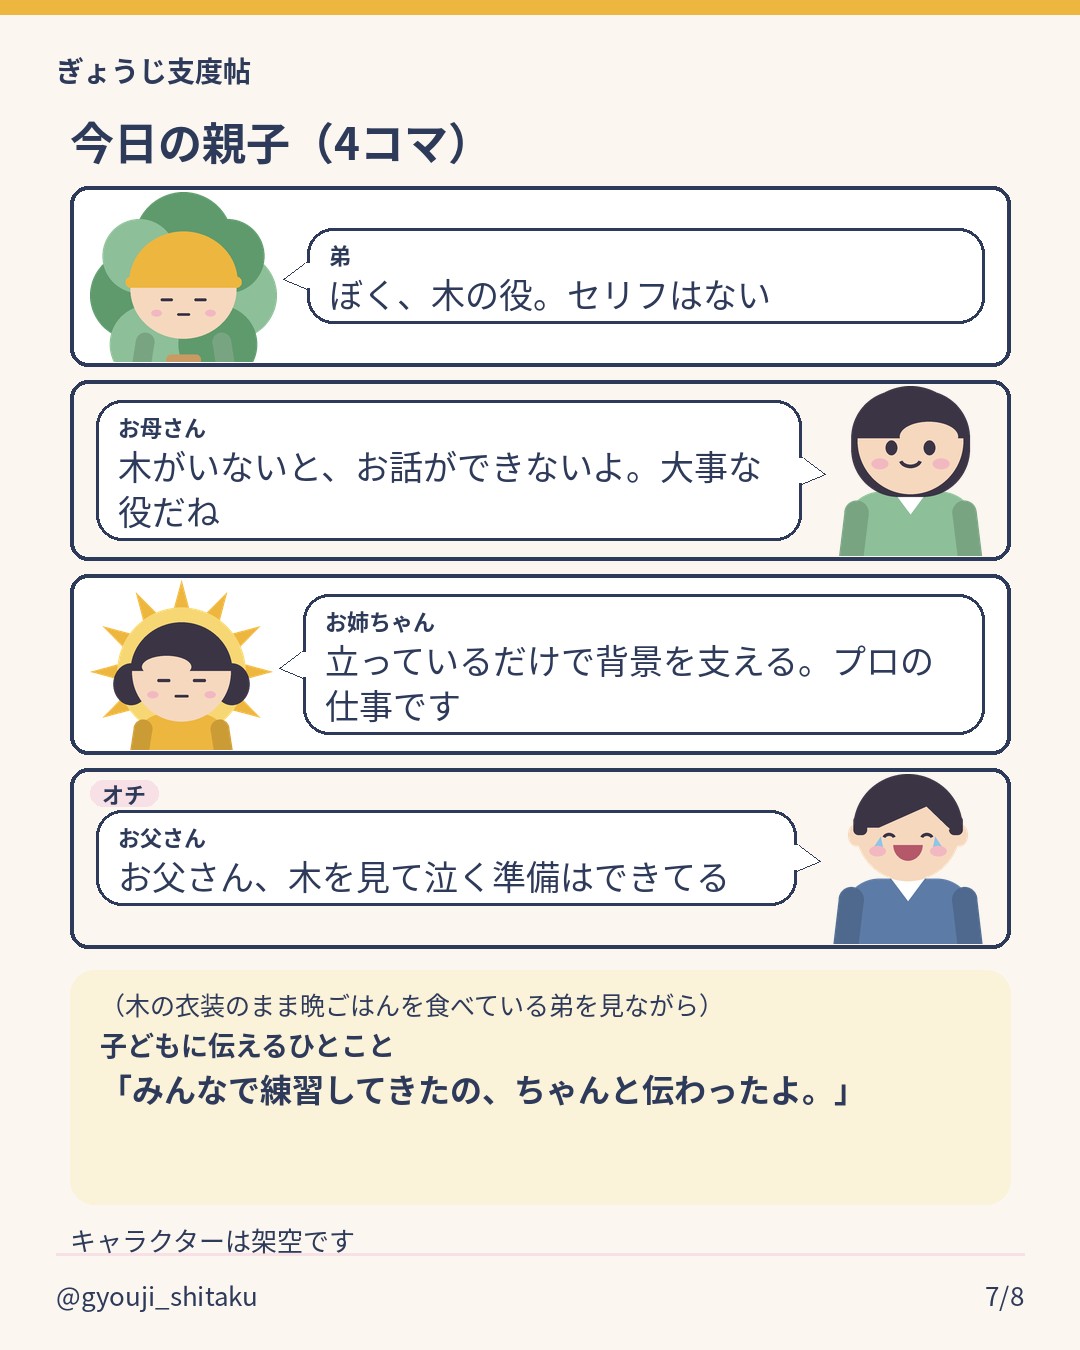 ぎょうじ支度帖
今日の親子（4コマ）
弟
ぼく、木の役。セリフはない
お母さん
木がいないと、お話ができないよ。大事な
役だね
お姉ちゃん
立っているだけで背景を支える。プロの
仕事です
オチ
お父さん
お父さん、木を見て泣く準備はできてる
（木の衣装のまま晩ごはんを食べている弟を見ながら）
子どもに伝えるひとこと
「みんなで練習してきたの、ちゃんと伝わったよ。」
キャラクターは架空です
@gyouji_shitaku
7/8